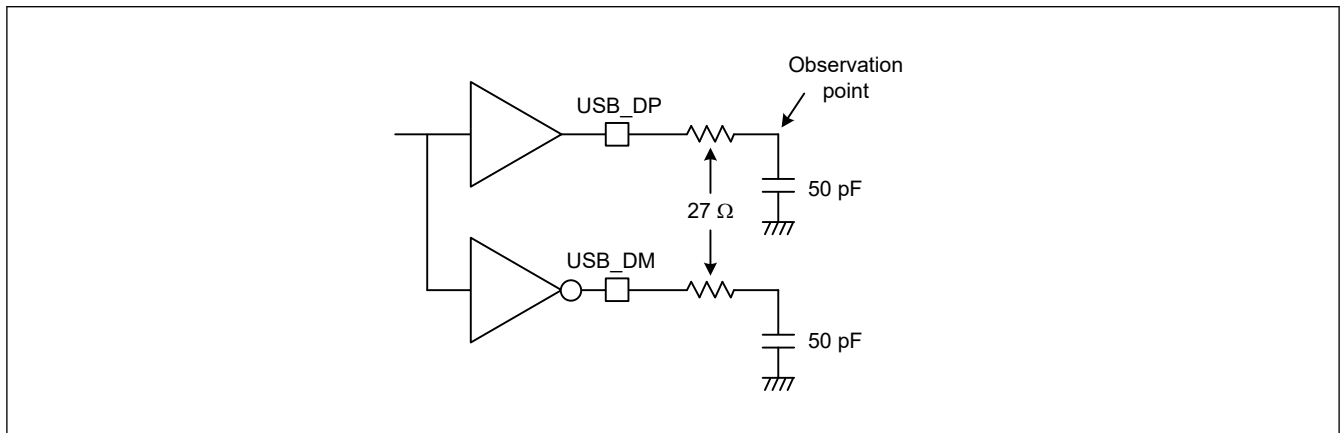 Observation
point
USB_DP
50 pF
27 Ω
USB_DM
50 pF